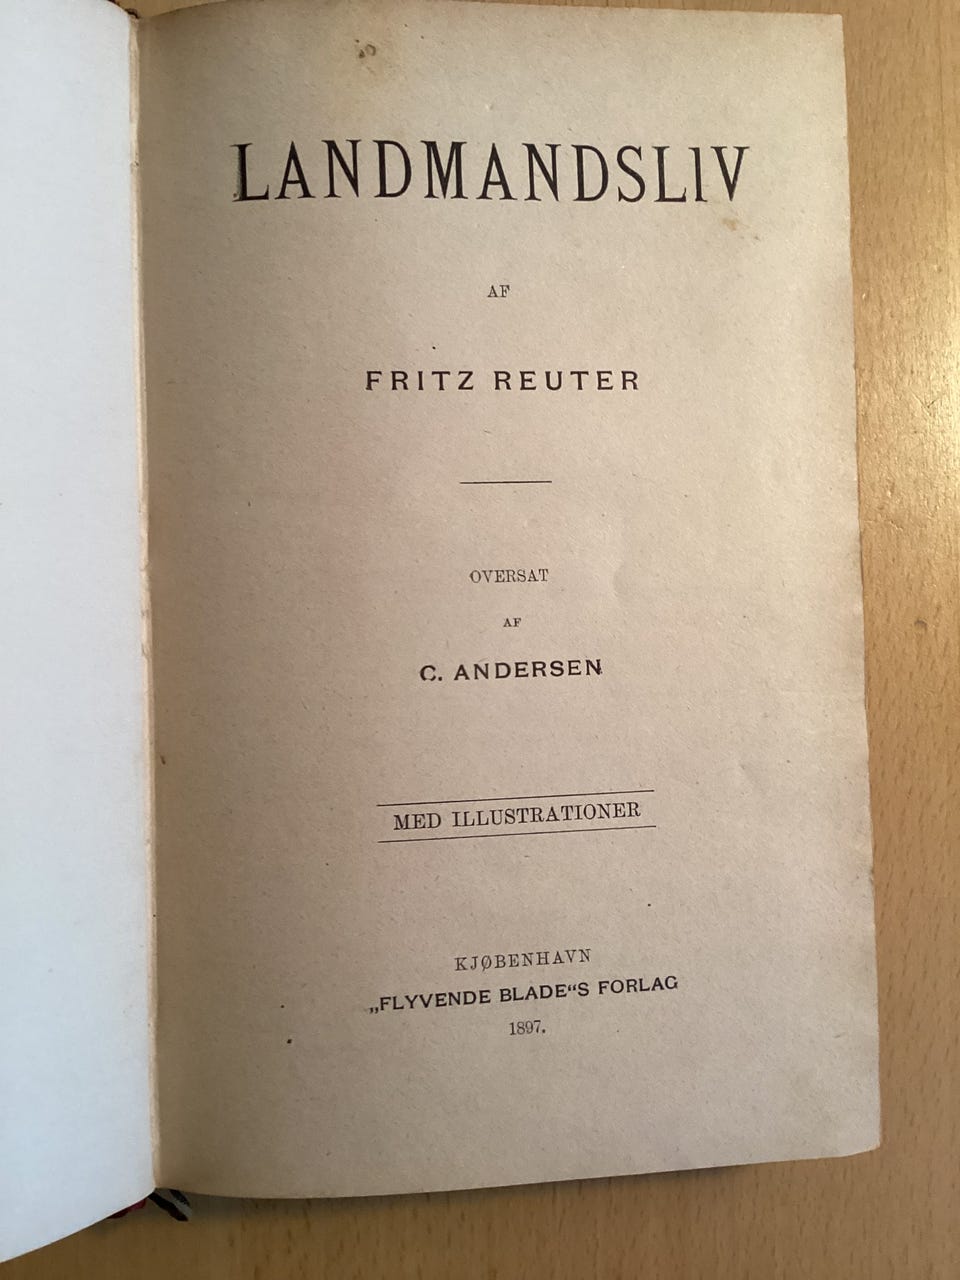 LANDMANDSLIV
AF
FRITZ REUTER
OVERSAT
AF
C. ANDERSEN
MED ILLUSTRATIONER
KJØBENHAVN
„FLYVENDE BLADE“S FORLAG
1897.